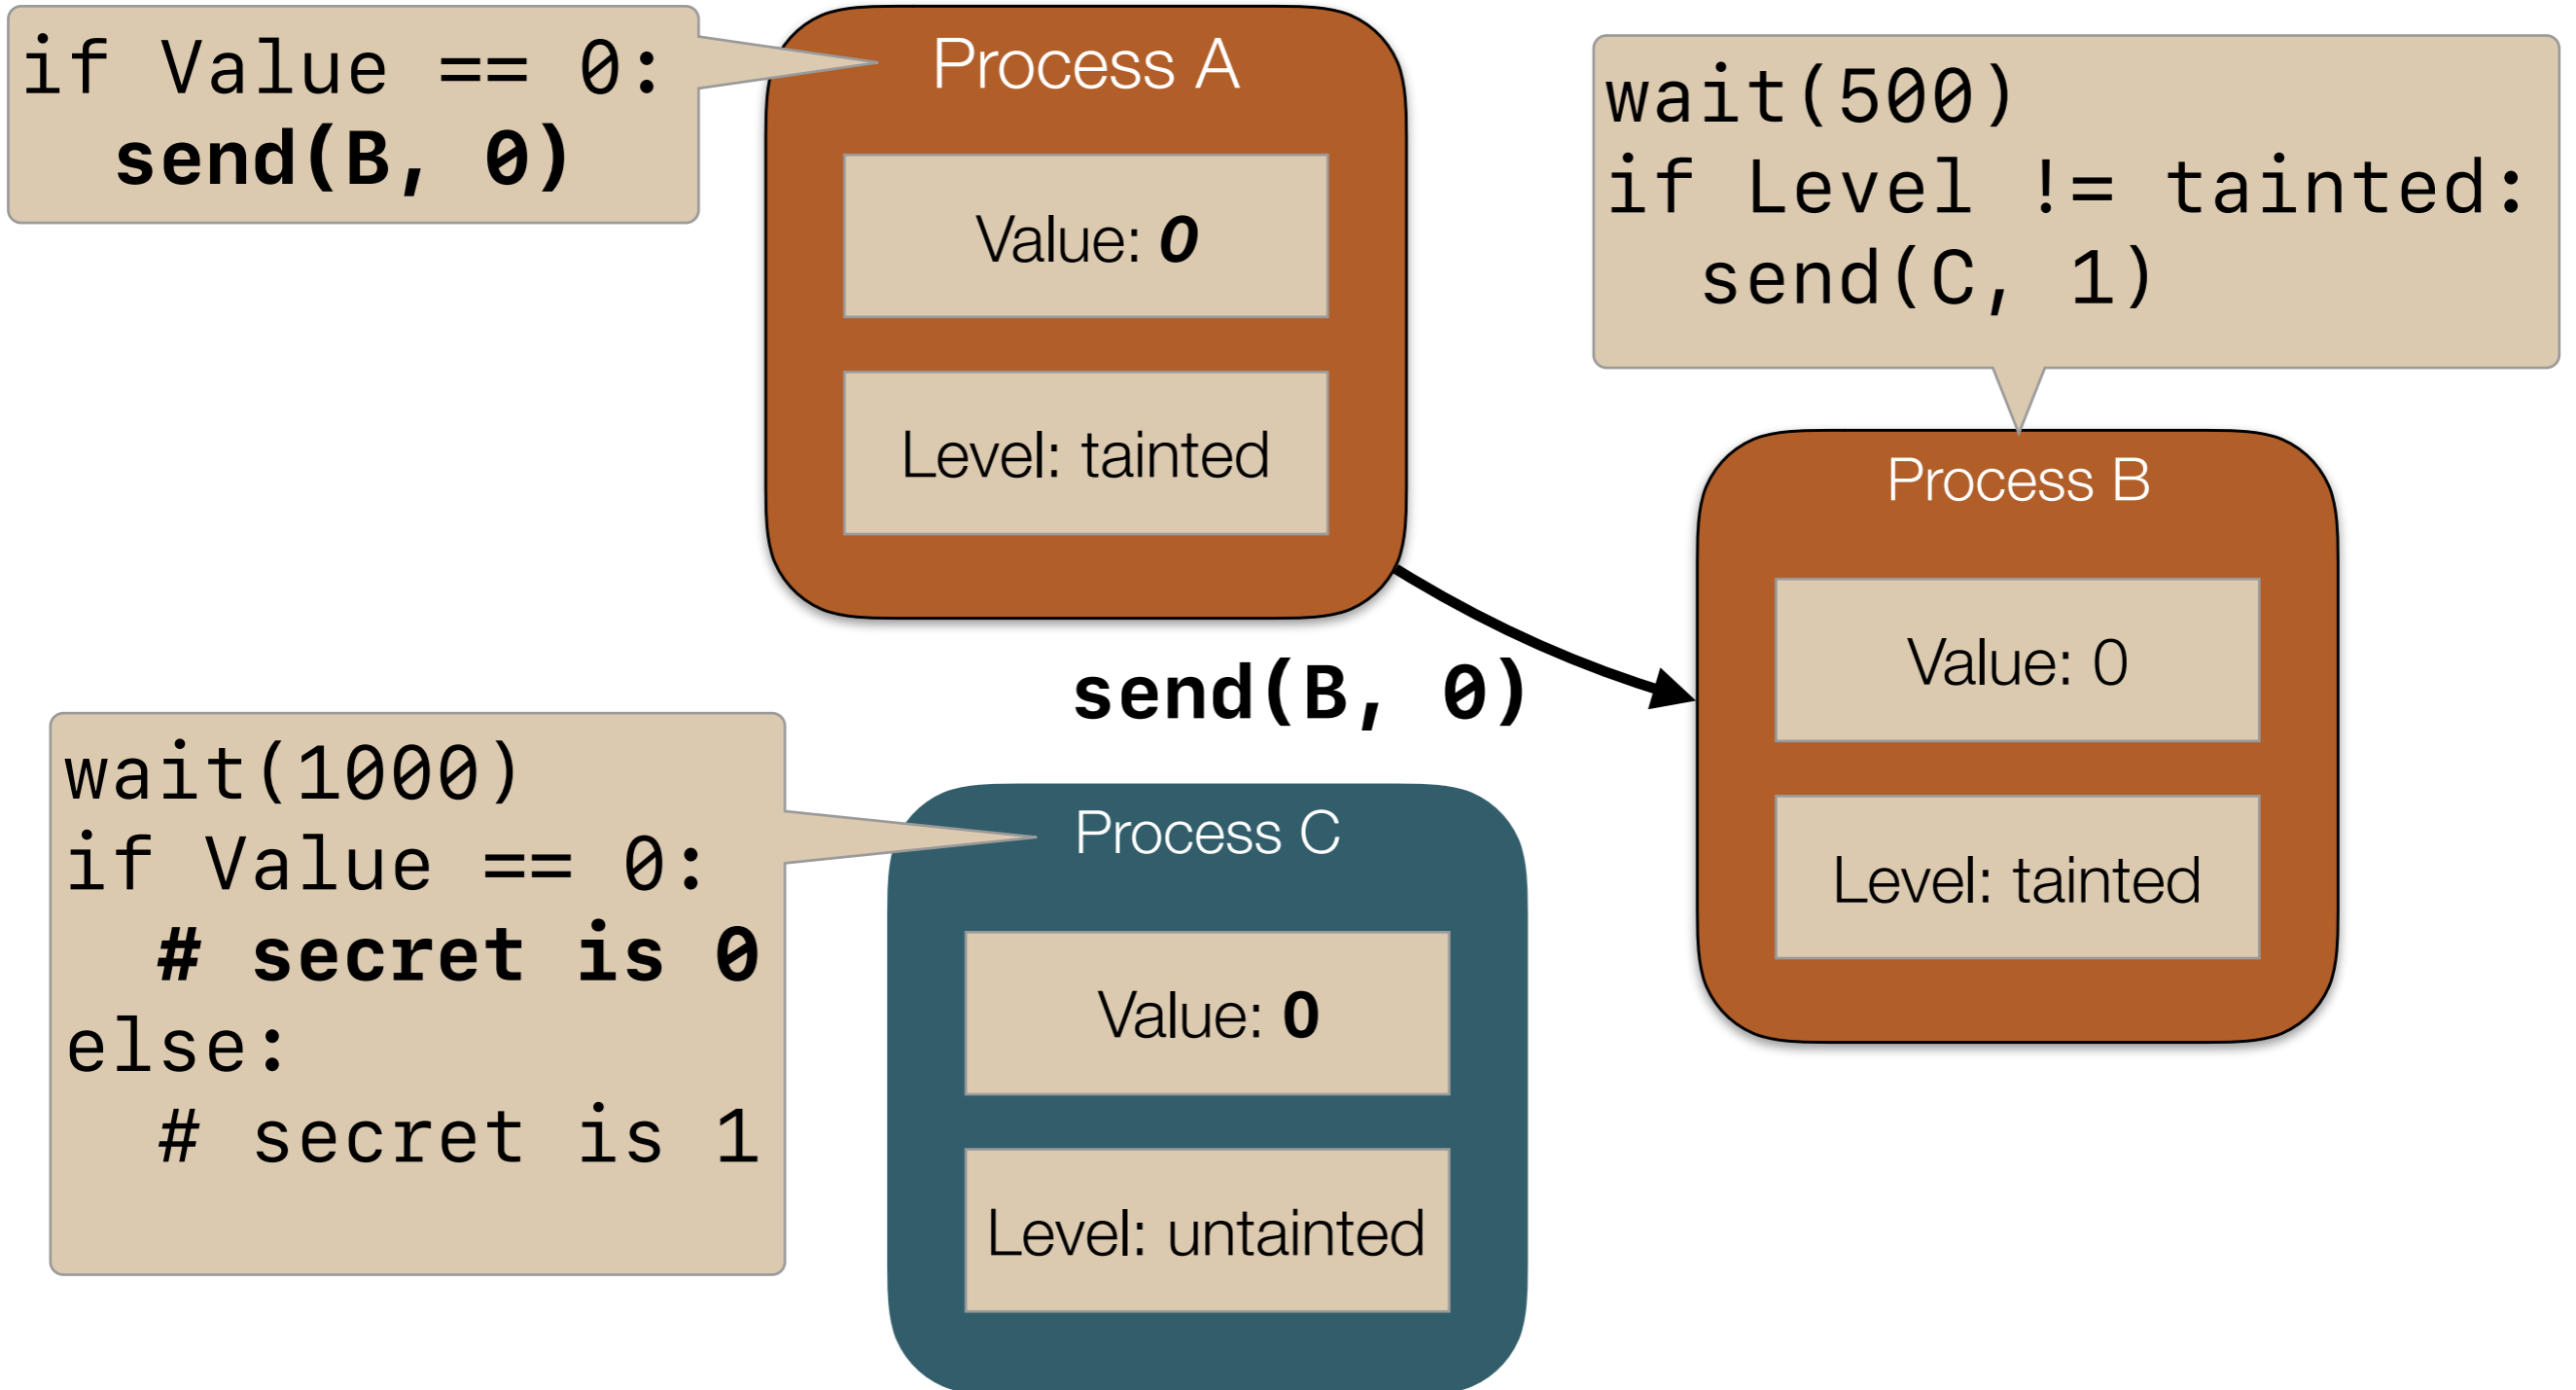 if Value == 0:
  send(B, 0)
Process A
Value: 0
Level: tainted
wait(500)
if Level != tainted:
  send(C, 1)
Process B
Value: 0
Level: tainted
send(B, 0)
wait(1000)
if Value == 0:
  # secret is 0
else:
  # secret is 1
Process C
Value: 0
Level: untainted